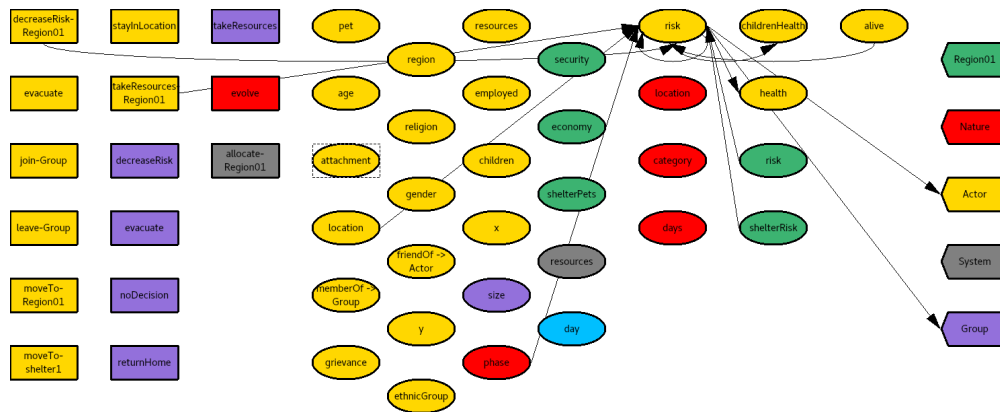 decreaseRisk-
Region01
stayInLocation
takeResources
pet
resources
risk
childrenHealth
alive
region
security
Region01
evacuate
takeResources-
Region01
evolve
age
employed
location
health
religion
economy
Nature
join-Group
decreaseRisk
allocate-
Region01
attachment
children
category
risk
gender
shelterPets
Actor
leave-Group
evacuate
location
x
days
shelterRisk
friendOf ->
Actor
resources
System
moveTo-
Region01
noDecision
memberOf ->
Group
size
y
day
Group
moveTo-
shelter1
returnHome
grievance
phase
ethnicGroup